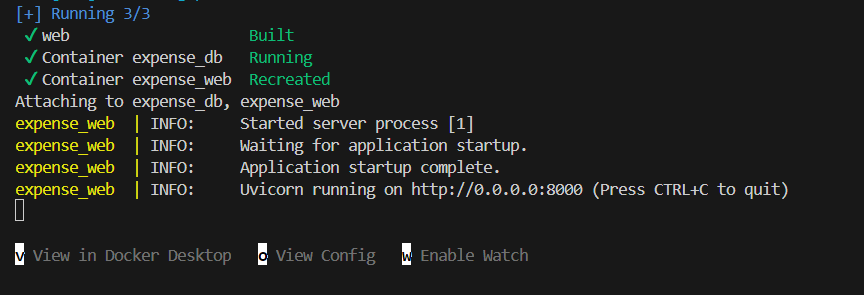 [+] Running 3/3
✓ web Built
✓ Container expense_db Running
✓ Container expense_web Recreated
Attaching to expense_db, expense_web
expense_web | INFO: Started server process [1]
expense_web | INFO: Waiting for application startup.
expense_web | INFO: Application startup complete.
expense_web | INFO: Uvicorn running on http://0.0.0.0:8000 (Press CTRL+C to quit)
v View in Docker Desktop o View Config w Enable Watch